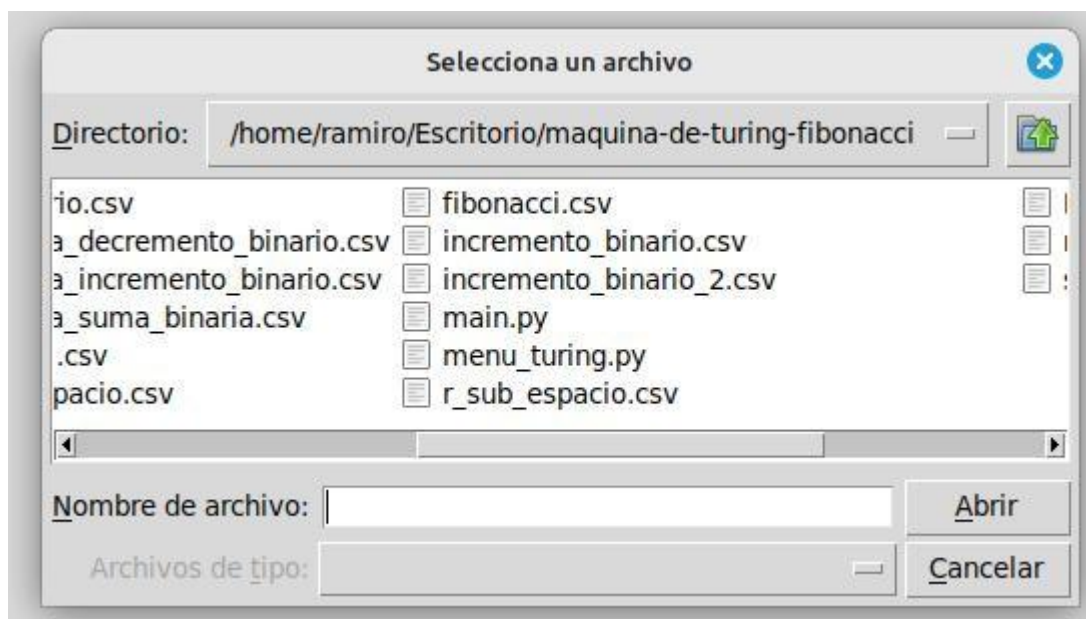 Selecciona un archivo
Directorio: /home/ramiro/Escritorio/maquina-de-turing-fibonacci
rio.csv fibonacci.csv
a_decremento_binario.csv incremento_binario.csv
a_incremento_binario.csv incremento_binario_2.csv
a_suma_binaria.csv main.py
.csv menu_turing.py
pacio.csv r_sub_espacio.csv
Nombre de archivo: Abrir
Archivos de tipo: Cancelar